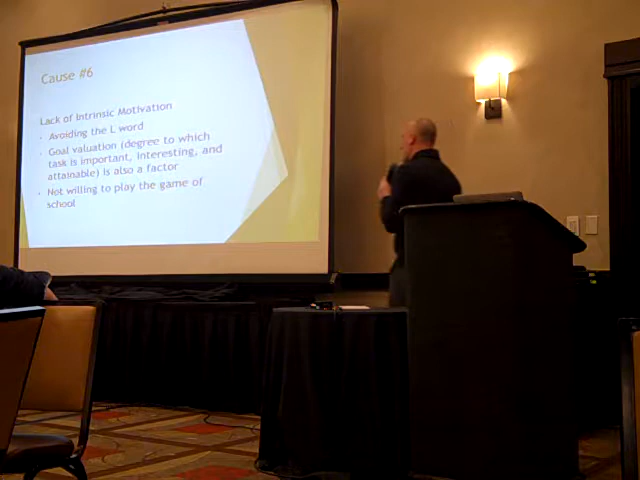 Cause #6
Lack of Intrinsic Motivation
• Avoiding the L word
• Goal valuation (degree to which
task is important, interesting, and
attainable) is also a factor
• Not willing to play the game of
school